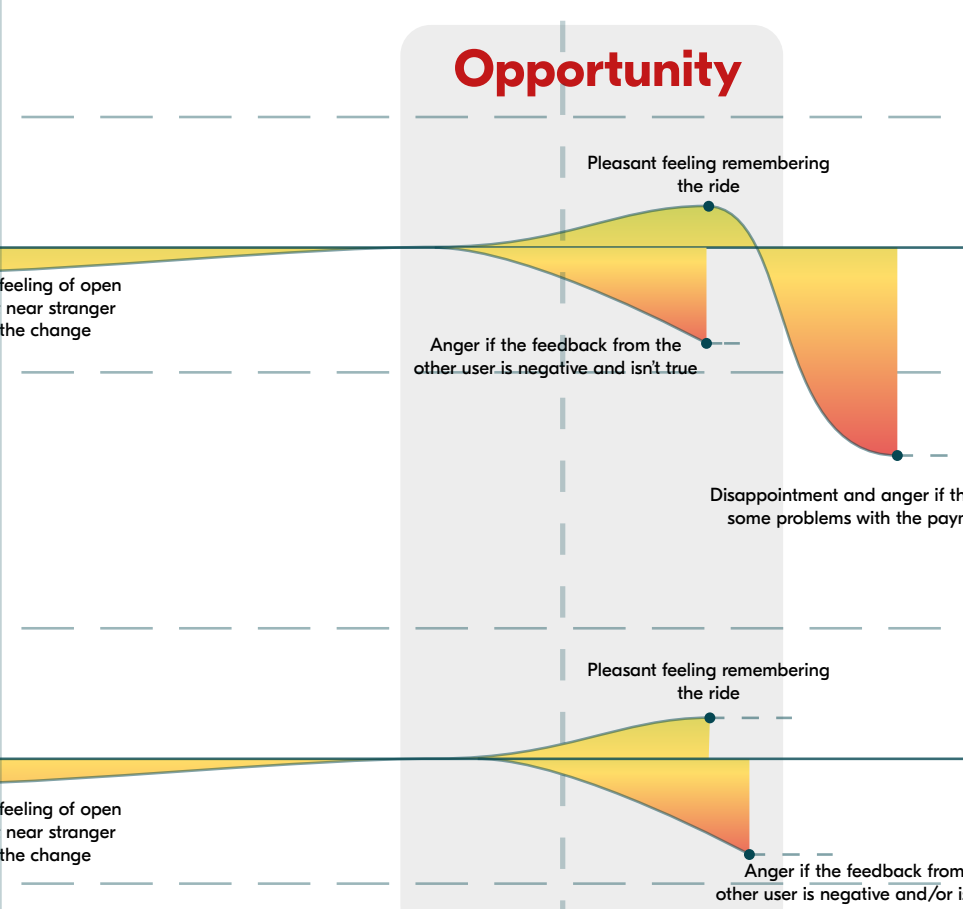 Opportunity
Pleasant feeling remembering
the ride
feeling of open
near stranger
the change
Anger if the feedback from the
other user is negative and isn't true
Disappointment and anger if
some problems with the
Pleasant feeling remembering
the ride
feeling of open
near stranger
the change
Anger if the feedback from
other user is negative and/or